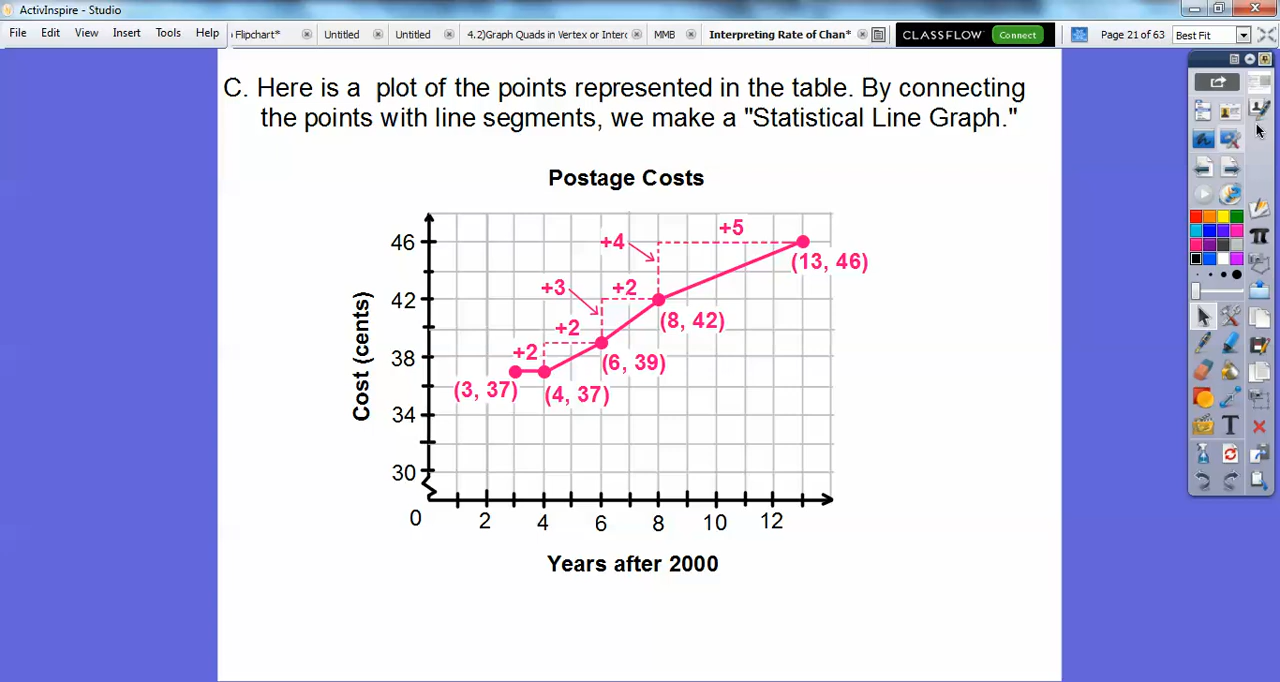 ActivInspire - Studio
File Edit View Insert Tools Help
Flipchart* Untitled Untitled 4.2)Graph Quads in Vertex or Interc MMB Interpreting Rate of Chan* CLASSFLOW Connect Page 21 of 63 Best Fit
C. Here is a plot of the points represented in the table. By connecting
the points with line segments, we make a "Statistical Line Graph."
Postage Costs
Cost (cents)
46
42
38
34
30
0 2 4 6 8 10 12
Years after 2000
+5
+4
(13, 46)
+3 +2
(8, 42)
+2
+2
(6, 39)
(3, 37) (4, 37)